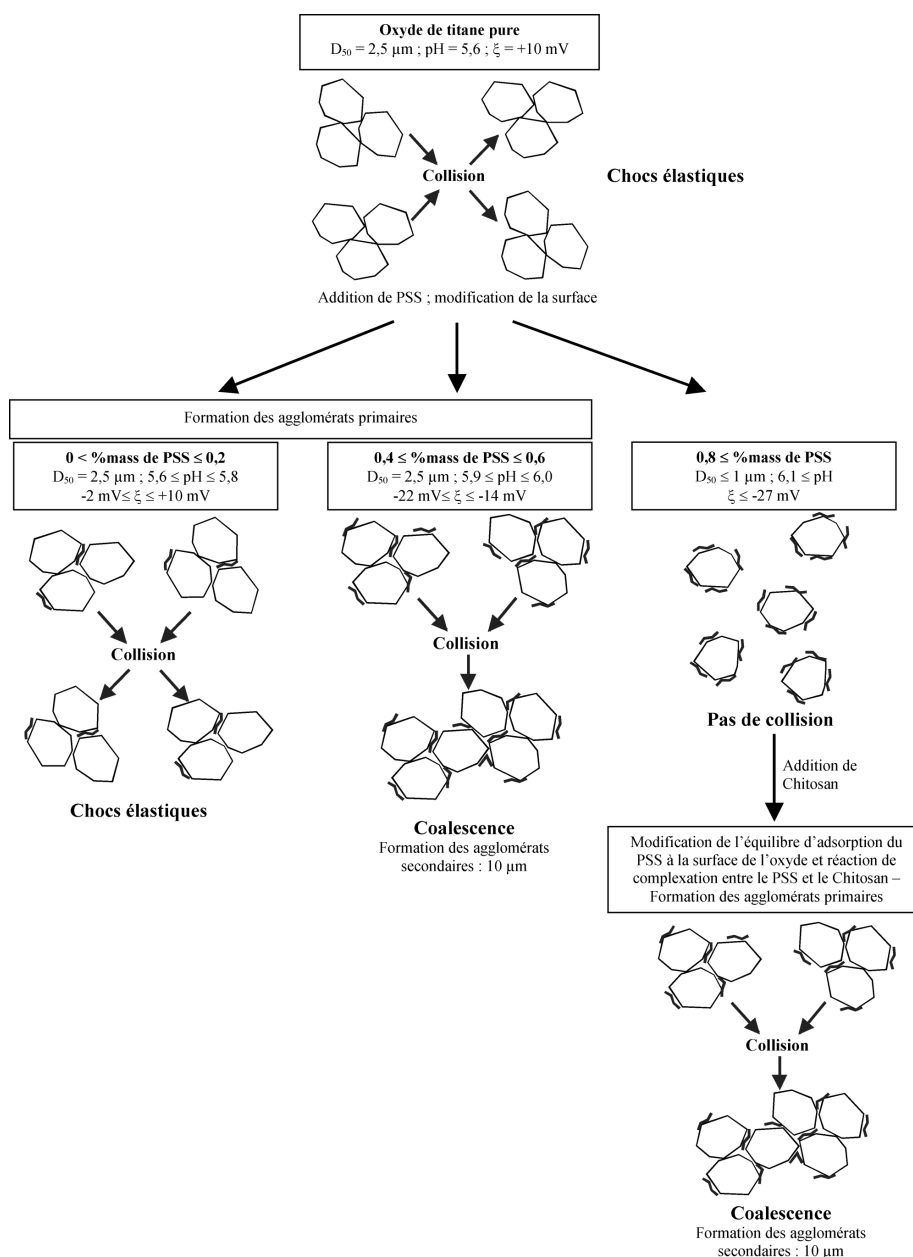 Oxyde de titane pure
D₅₀ = 2,5 µm ; pH = 5,6 ; ξ = +10 mV
Collision
Chocs élastiques
Addition de PSS ; modification de la surface
Formation des agglomérats primaires
0 < %mass de PSS ≤ 0,2
D₅₀ = 2,5 µm ; 5,6 ≤ pH ≤ 5,8
-2 mV≤ ξ ≤ +10 mV
Collision
Chocs élastiques
0,4 ≤ %mass de PSS ≤ 0,6
D₅₀ = 2,5 µm ; 5,9 ≤ pH ≤ 6,0
-22 mV≤ ξ ≤ -14 mV
Collision
Coalescence
Formation des agglomérats
secondaires : 10 µm
0,8 ≤ %mass de PSS
D₅₀ ≤ 1 µm ; 6,1 ≤ pH
ξ ≤ -27 mV
Pas de collision
Addition de
Chitosan
Modification de l’équilibre d’adsorption du
PSS à la surface de l’oxyde et réaction de
complexation entre le PSS et le Chitosan –
Formation des agglomérats primaires
Collision
Coalescence
Formation des agglomérats
secondaires : 10 µm